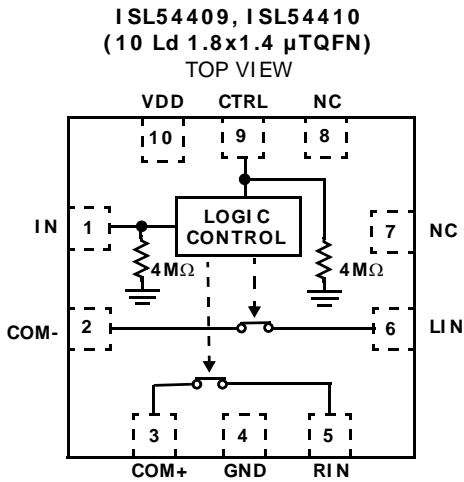 ISL54409, ISL54410
(10 Ld 1.8x1.4 µTQFN)
TOP VIEW
VDD CTRL NC
10 9 8
IN 1 LOGIC CONTROL 7 NC
4MΩ 4MΩ
COM- 2 6 LIN
3 4 5
COM+ GND RIN